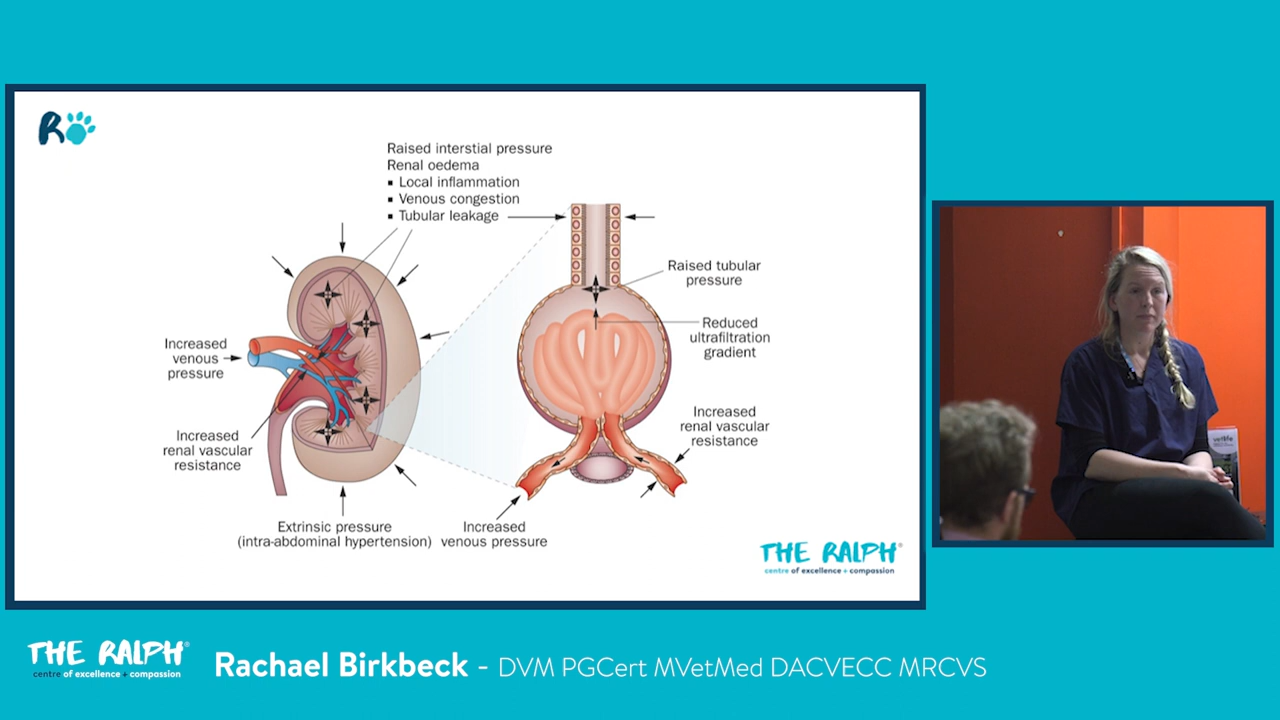 R
Raised interstial pressure
Renal oedema
▪ Local inflammation
▪ Venous congestion
▪ Tubular leakage
Raised tubular
pressure
Reduced
ultrafiltration
gradient
Increased
venous
pressure
Increased
renal vascular
resistance
Increased
renal vascular
resistance
Extrinsic pressure
(intra-abdominal hypertension)
Increased
venous pressure
THE RALPH®
centre of excellence + compassion
vetlife
THE RALPH®
centre of excellence + compassion
Rachael Birkbeck - DVM PGCert MVetMed DACVECC MRCVS